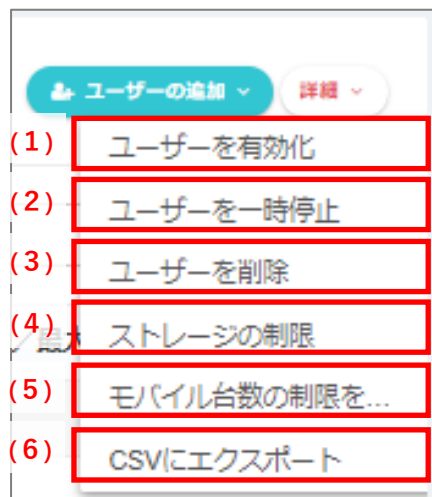 ユーザーの追加
詳細
(1) ユーザーを有効化
(2) ユーザーを一時停止
(3) ユーザーを削除
(4) ストレージの制限
(5) モバイル台数の制限を...
(6) CSVにエクスポート